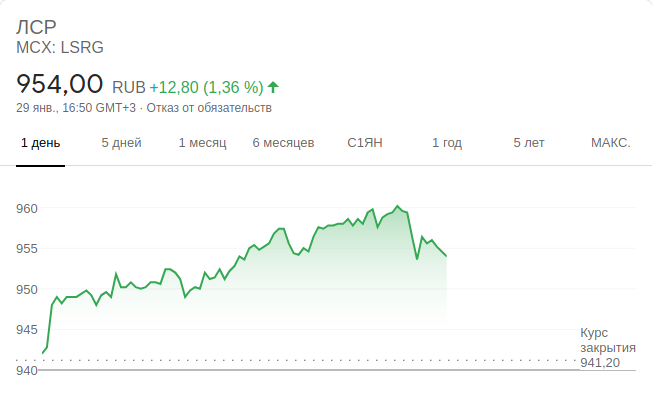 ЛСР
MCX: LSRG
954,00 RUB +12,80 (1,36 %)
29 янв., 16:50 GMT+3 · Отказ от обязательств
1 день 5 дней 1 месяц 6 месяцев С1ЯН 1 год 5 лет МАКС.
960
955
950
945
Курс
закрытия
941,20
940